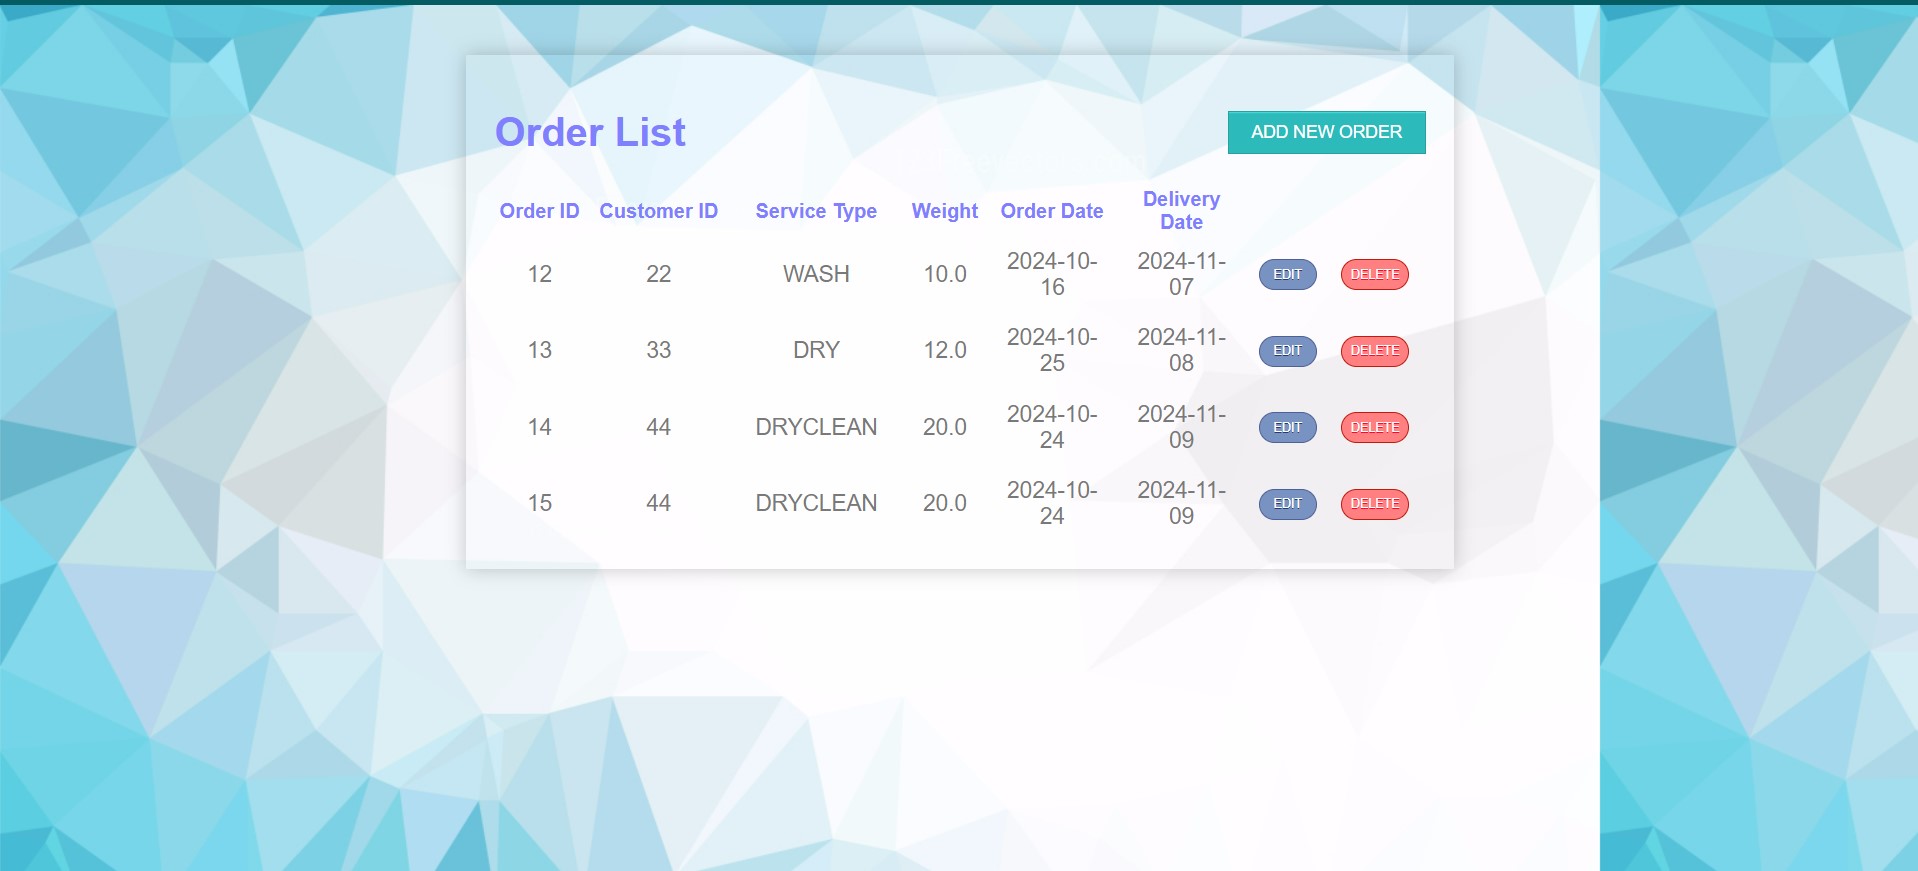 Order List
ADD NEW ORDER
Order ID Customer ID Service Type Weight Order Date Delivery
Date
12 22 WASH 10.0 2024-10- 2024-11- EDIT DELETE
16 07
13 33 DRY 12.0 2024-10- 2024-11- EDIT DELETE
25 08
14 44 DRYCLEAN 20.0 2024-10- 2024-11- EDIT DELETE
24 09
15 44 DRYCLEAN 20.0 2024-10- 2024-11- EDIT DELETE
24 09